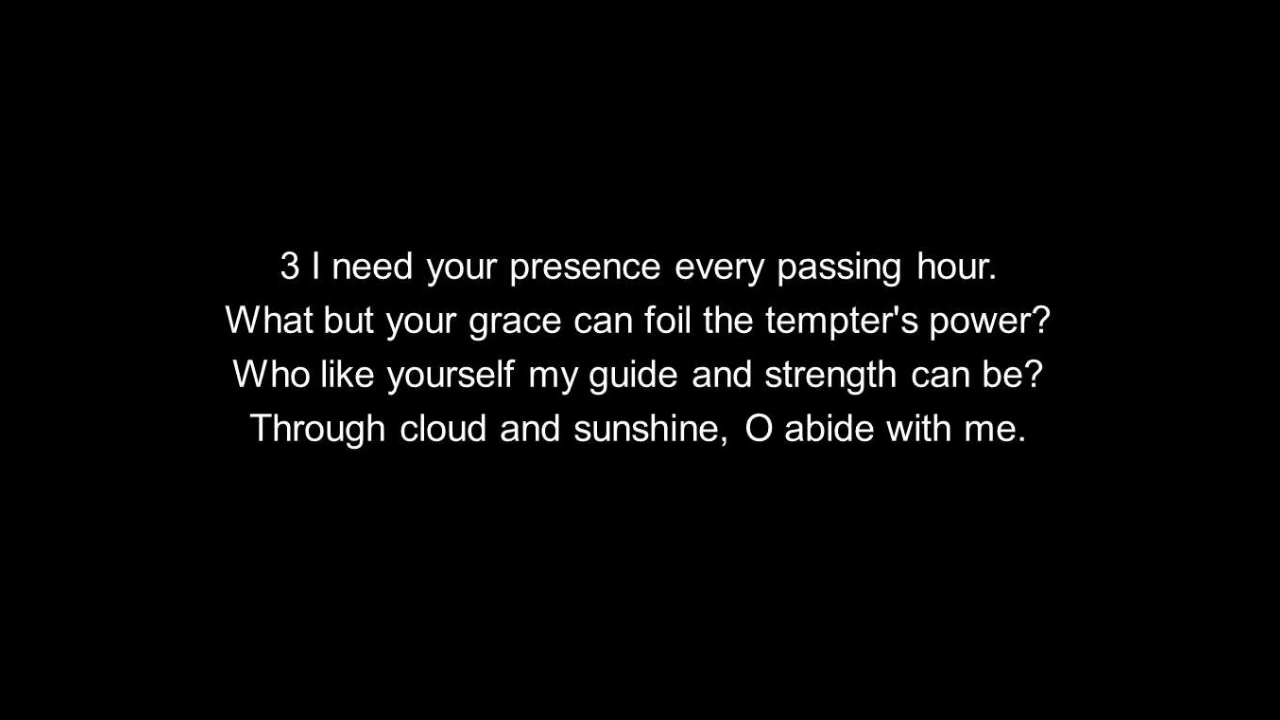 3 I need your presence every passing hour.
What but your grace can foil the tempter's power?
Who like yourself my guide and strength can be?
Through cloud and sunshine, O abide with me.